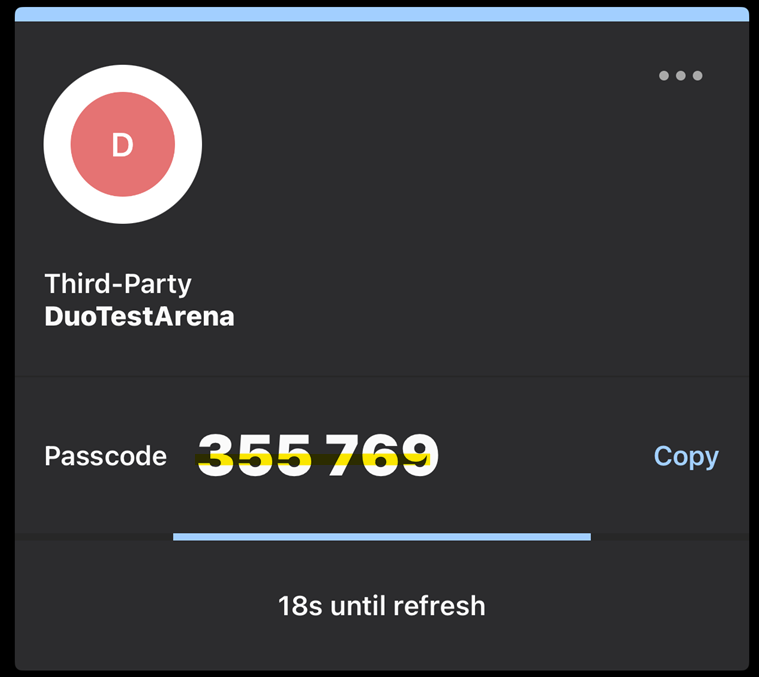 D
Third-Party
DuoTestArena
Passcode 355 769 Copy
18s until refresh